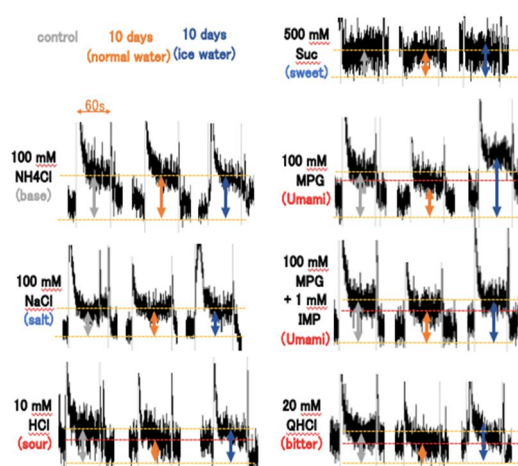 control
10 days
(normal water)
10 days
(ice water)
60s
100 mM
NH4Cl
(base)
100 mM
NaCl
(salt)
10 mM
HCl
(sour)
500 mM
Suc
(sweet)
100 mM
MPG
(Umami)
100 mM
MPG
+ 1 mM
IMP
(Umami)
20 mM
QHCl
(bitter)